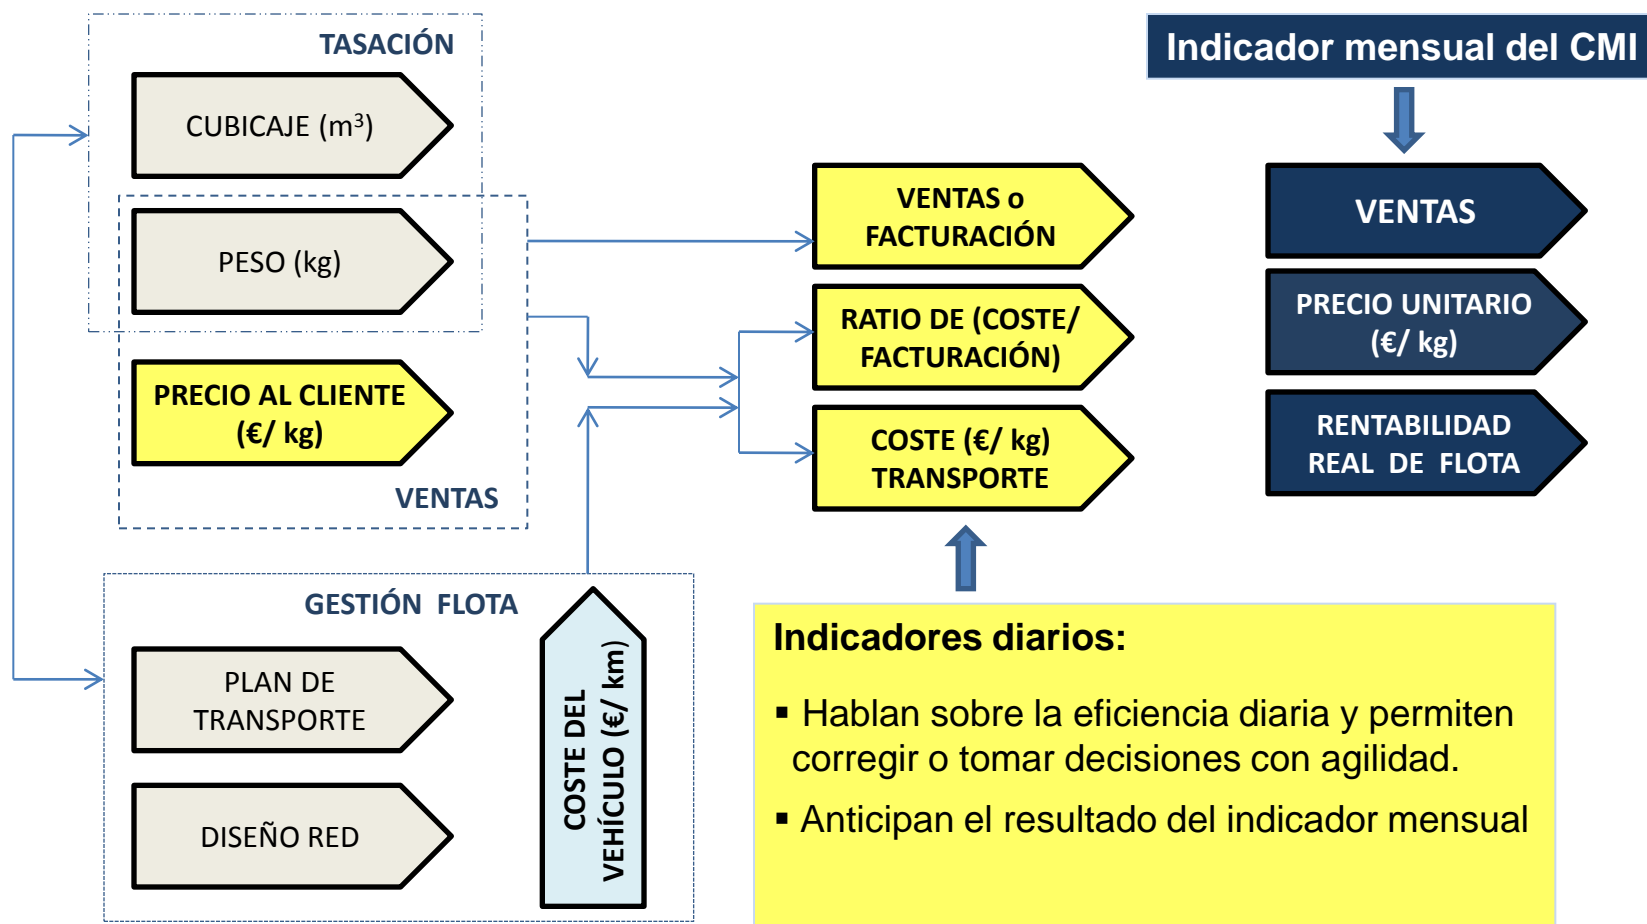 TASACIÓN
CUBICAJE (m³)
PESO (kg)
PRECIO AL CLIENTE
(€/ kg)
VENTAS
GESTIÓN FLOTA
PLAN DE
TRANSPORTE
DISEÑO RED
COSTE DEL
VEHÍCULO (€/ km)
VENTAS o
FACTURACIÓN
RATIO DE (COSTE/
FACTURACIÓN)
COSTE (€/ kg)
TRANSPORTE
Indicador mensual del CMI
VENTAS
PRECIO UNITARIO
(€/ kg)
RENTABILIDAD
REAL DE FLOTA
Indicadores diarios:
▪ Hablan sobre la eficiencia diaria y permiten
corregir o tomar decisiones con agilidad.
▪ Anticipan el resultado del indicador mensual